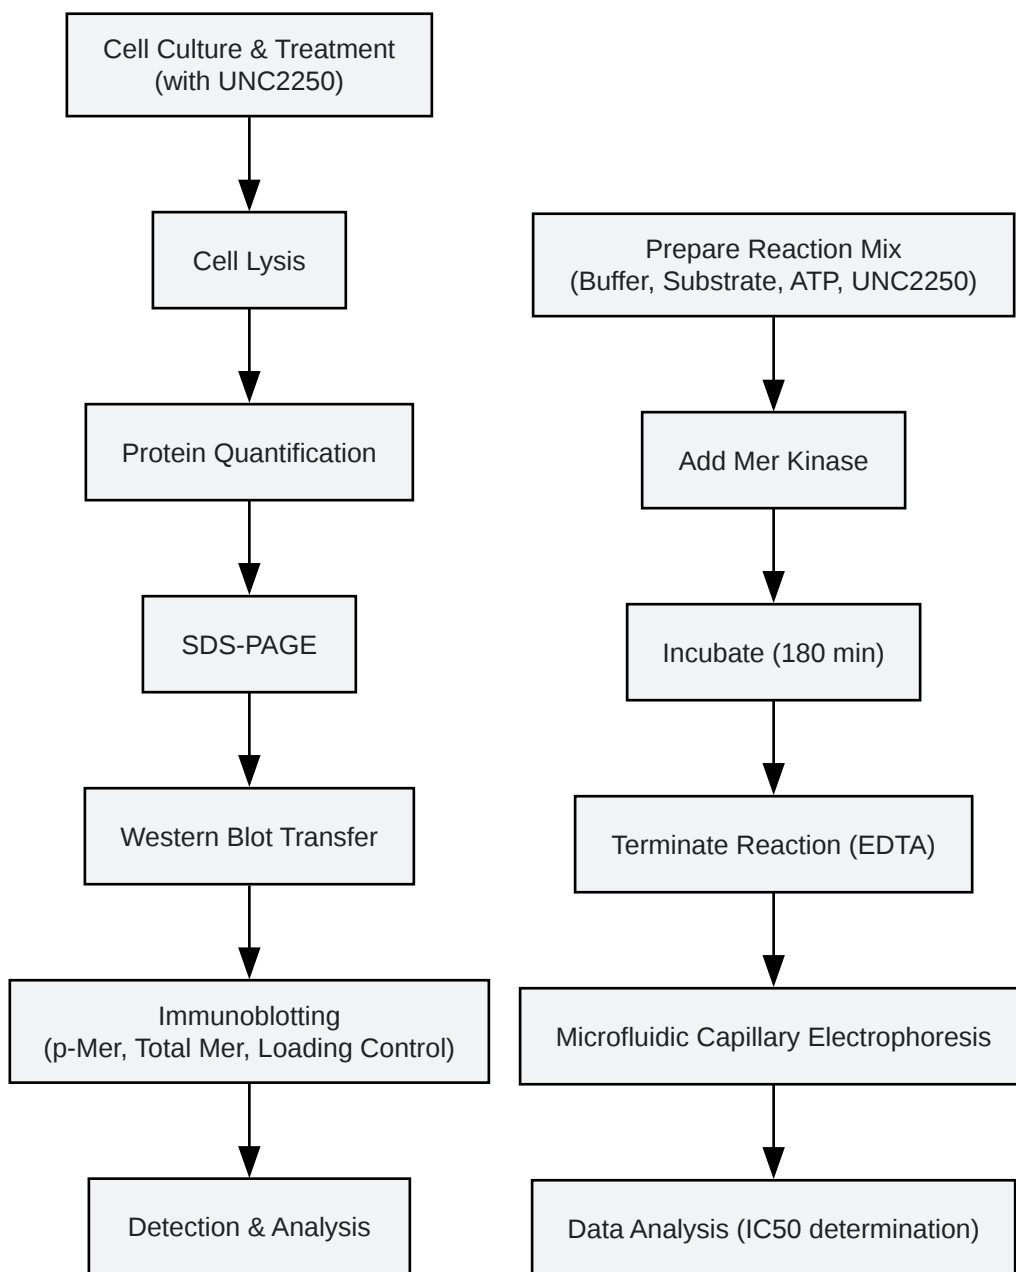 Cell Culture & Treatment
(with UNC2250)
Cell Lysis
Protein Quantification
SDS-PAGE
Western Blot Transfer
Immunoblotting
(p-Mer, Total Mer, Loading Control)
Detection & Analysis
Prepare Reaction Mix
(Buffer, Substrate, ATP, UNC2250)
Add Mer Kinase
Incubate (180 min)
Terminate Reaction (EDTA)
Microfluidic Capillary Electrophoresis
Data Analysis (IC50 determination)